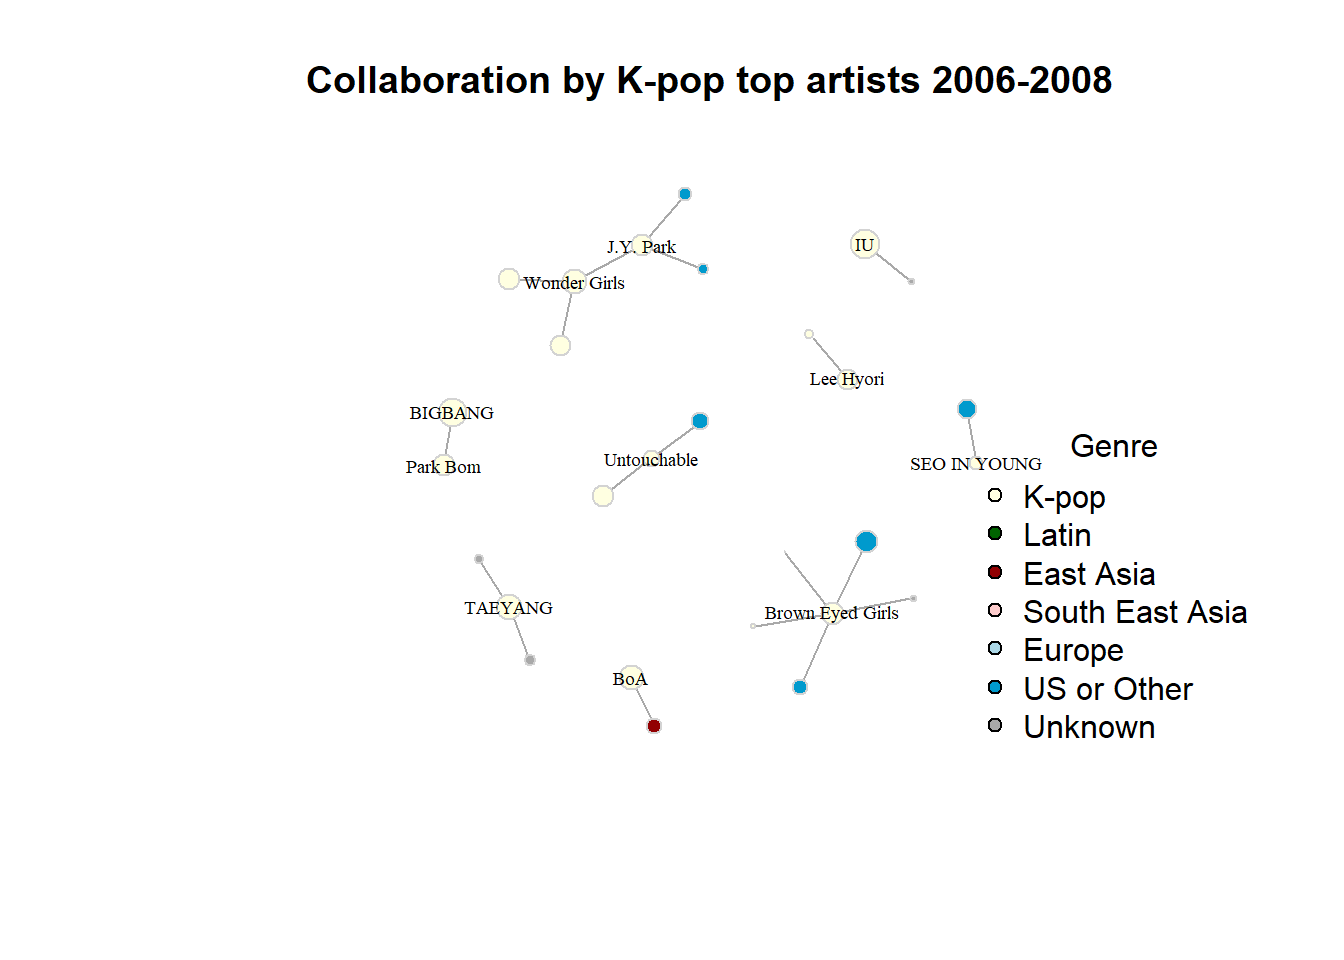 Collaboration by K-pop top artists 2006-2008
J.Y. Park
IU
Wonder Girls
Lee Hyori
BIGBANG
Park Bom
Untouchable
SEO IN YOUNG
TAEYANG
Brown Eyed Girls
BoA
Genre
K-pop
Latin
East Asia
South East Asia
Europe
US or Other
Unknown